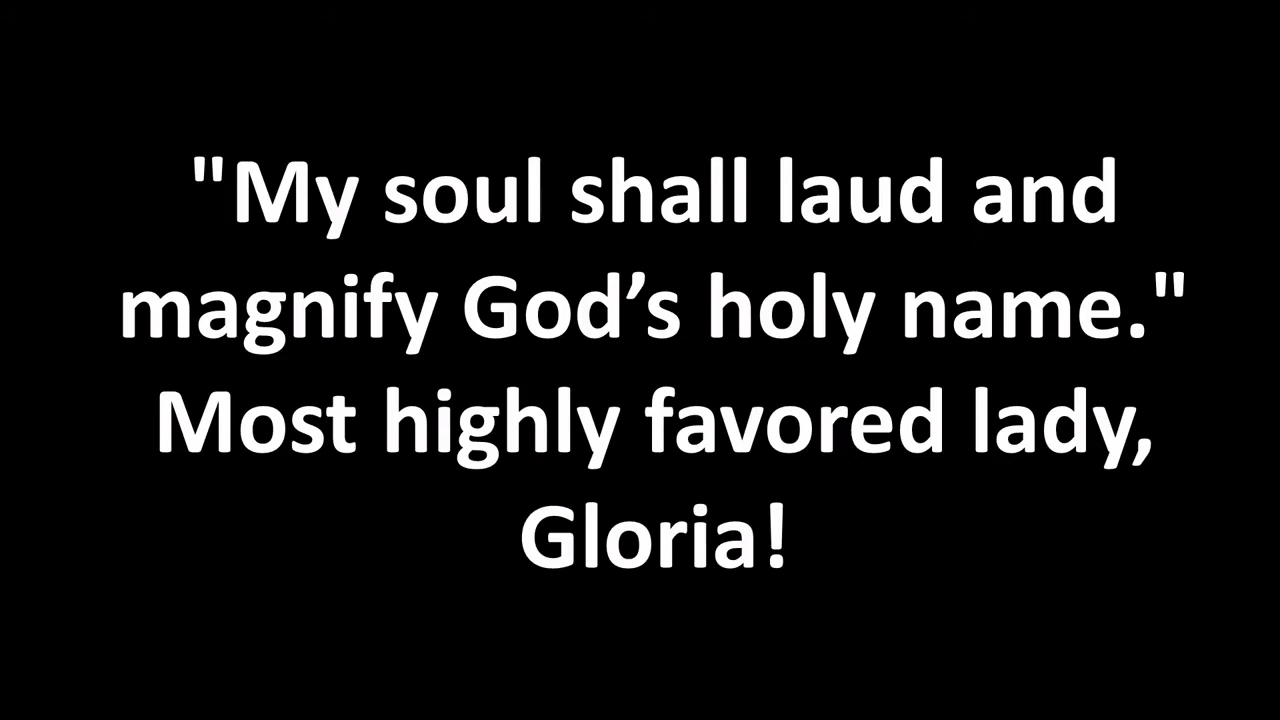 "My soul shall laud and
magnify God’s holy name."
Most highly favored lady,
Gloria!